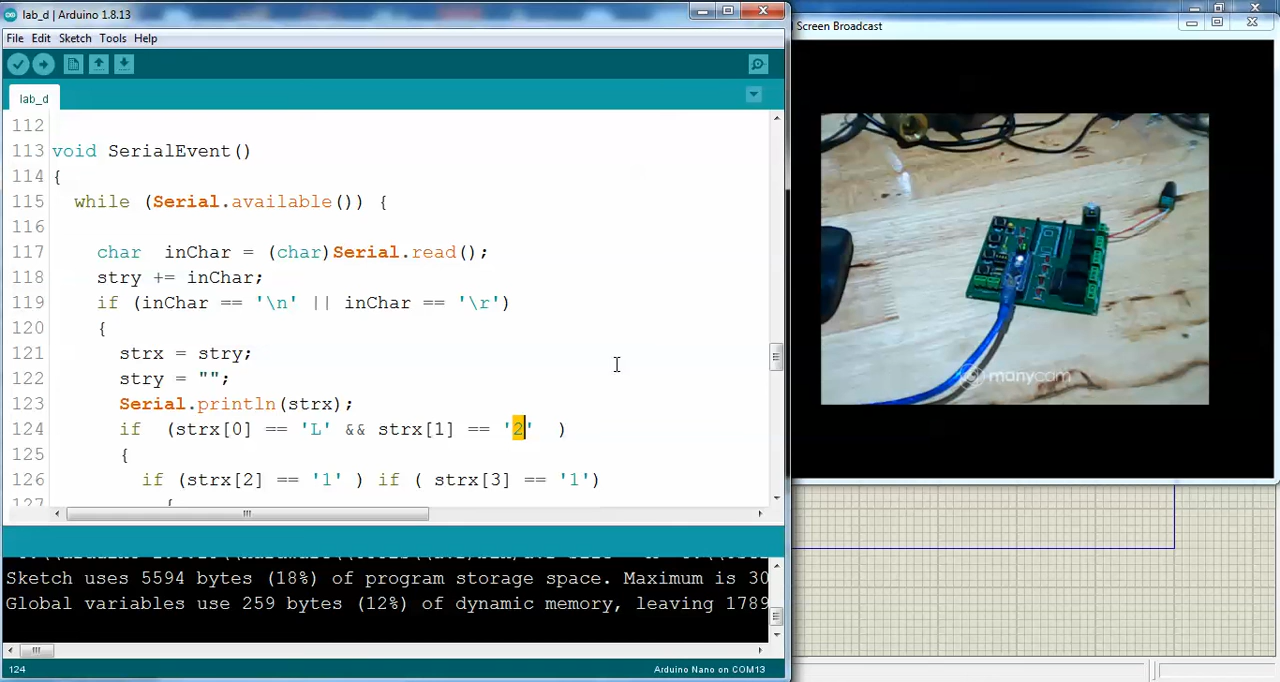 lab_d | Arduino 1.8.13
File Edit Sketch Tools Help
lab_d
112
113 void SerialEvent()
114 {
115 while (Serial.available()) {
116
117 char inChar = (char)Serial.read();
118 stry += inChar;
119 if (inChar == '\n' || inChar == '\r')
120 {
121 strx = stry;
122 stry = "";
123 Serial.println(strx);
124 if (strx[0] == 'L' && strx[1] == '2' )
125 {
126 if (strx[2] == '1' ) if ( strx[3] == '1')
127 {
Sketch uses 5594 bytes (18%) of program storage space. Maximum is 30
Global variables use 259 bytes (12%) of dynamic memory, leaving 1789
124
Arduino Nano on COM13
Screen Broadcast
manycam